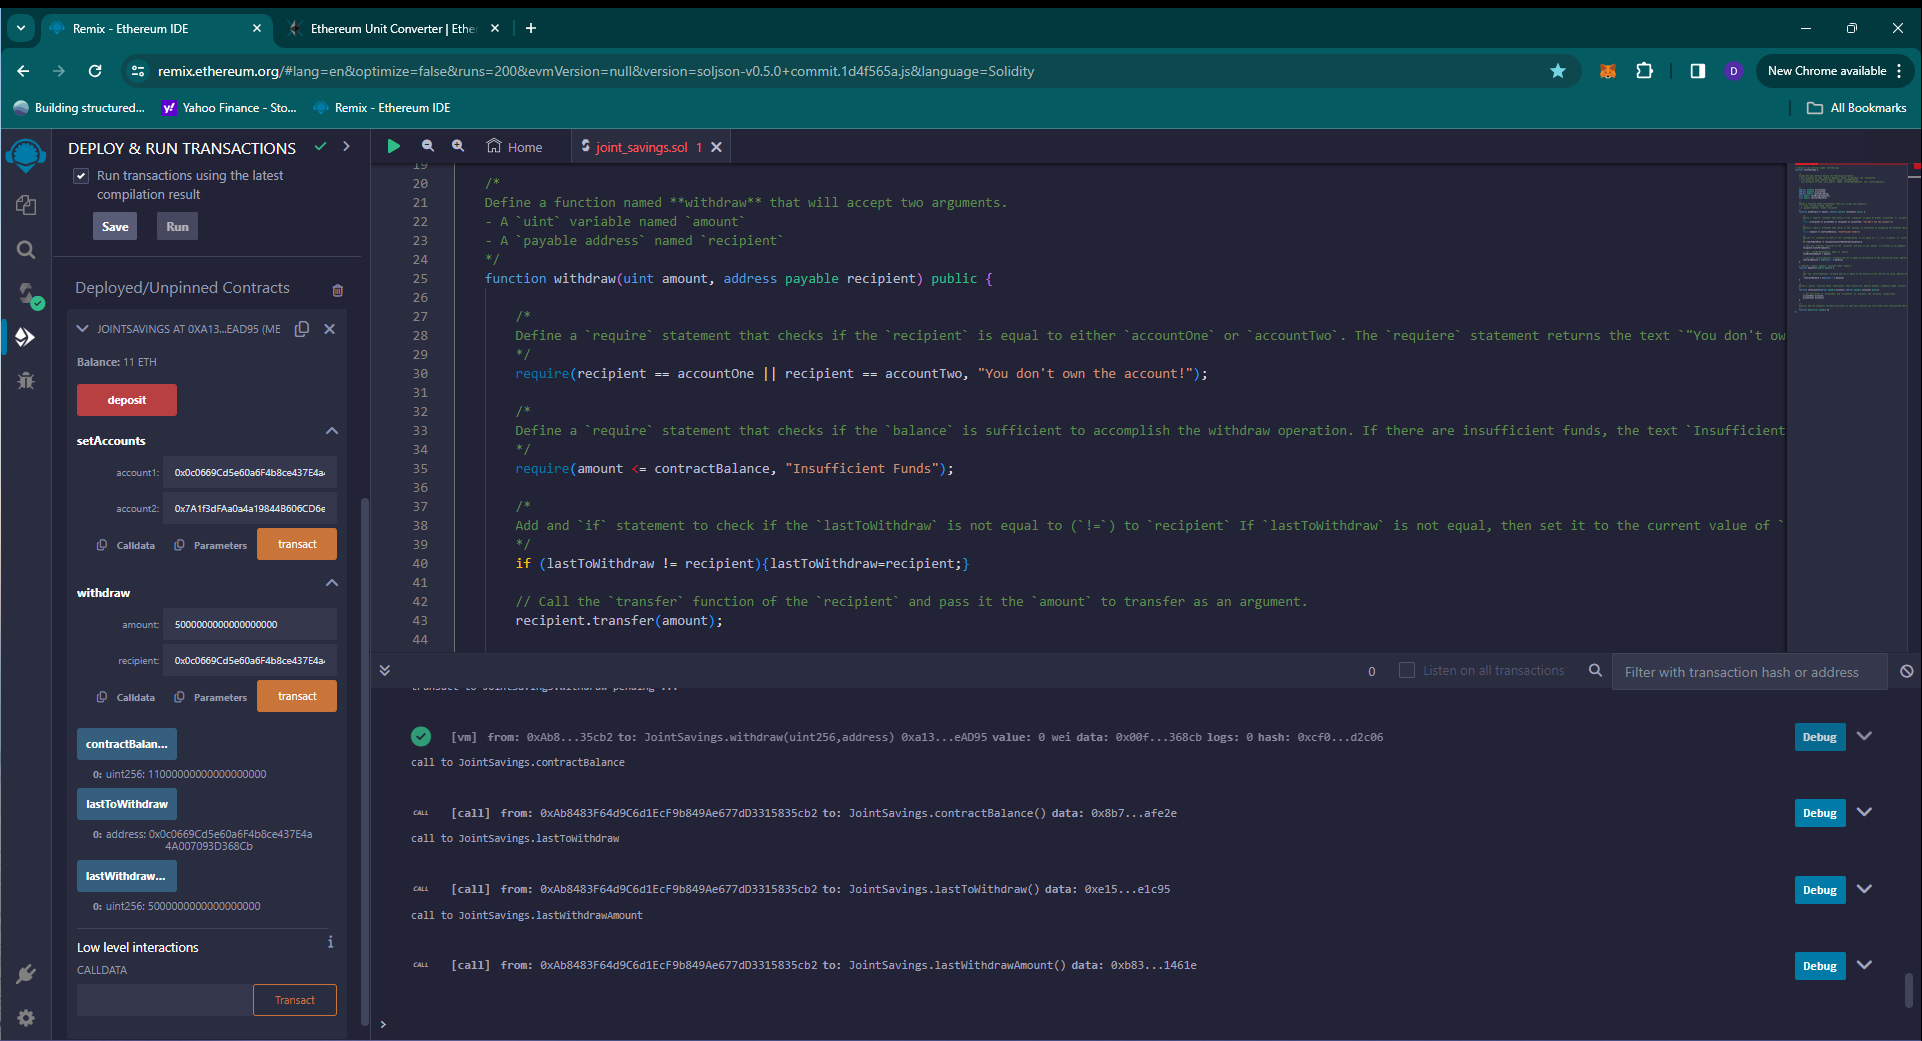 Remix - Ethereum IDE
Ethereum Unit Converter | Ether
remix.ethereum.org/#lang=en&optimize=false&runs=200&evmVersion=null&version=soljson-v0.5.0+commit.1d4f565a.js&language=Solidity
D
New Chrome available
Building structured...
Yahoo Finance - Sto...
Remix - Ethereum IDE
All Bookmarks
DEPLOY & RUN TRANSACTIONS
Run transactions using the latest
compilation result
Save
Run
Deployed/Unpinned Contracts
JOINTSAVINGS AT 0XA13...EAD95 (ME
Balance: 11 ETH
deposit
setAccounts
account1:
0x0c0669Cd5e60a6F4b8ce437E4a
account2:
0x7A1f3dFAa0a4a19844B606CD6e
Calldata
Parameters
transact
withdraw
amount:
5000000000000000000
recipient:
0x0c0669Cd5e60a6F4b8ce437E4a
Calldata
Parameters
transact
contractBalan...
0: uint256: 11000000000000000000
lastToWithdraw
0: address: 0x0c0669Cd5e60a6F4b8ce437E4a
4A007093D368Cb
lastWithdraw...
0: uint256: 5000000000000000000
Low level interactions
i
CALLDATA
Transact
Home
joint_savings.sol 1
19
20 /*
21 Define a function named **withdraw** that will accept two arguments.
22 - A `uint` variable named `amount`
23 - A `payable address` named `recipient`
24 */
25 function withdraw(uint amount, address payable recipient) public {
26
27 /*
28 Define a `require` statement that checks if the `recipient` is equal to either `accountOne` or `accountTwo`. The `requiere` statement returns the text `"You don't ow
29 */
30 require(recipient == accountOne || recipient == accountTwo, "You don't own the account!");
31
32 /*
33 Define a `require` statement that checks if the `balance` is sufficient to accomplish the withdraw operation. If there are insufficient funds, the text `Insufficient
34 */
35 require(amount <= contractBalance, "Insufficient Funds");
36
37 /*
38 Add and `if` statement to check if the `lastToWithdraw` is not equal to (`!=`) to `recipient` If `lastToWithdraw` is not equal, then set it to the current value of `
39 */
40 if (lastToWithdraw != recipient){lastToWithdraw=recipient;}
41
42 // Call the `transfer` function of the `recipient` and pass it the `amount` to transfer as an argument.
43 recipient.transfer(amount);
44
0
Listen on all transactions
Filter with transaction hash or address
transact to JointSavings.withdraw pending ...
[vm] from: 0xAb8...35cb2 to: JointSavings.withdraw(uint256,address) 0xa13...eAD95 value: 0 wei data: 0x00f...368cb logs: 0 hash: 0xcf0...d2c06
Debug
call to JointSavings.contractBalance
CALL [call] from: 0xAb8483F64d9C6d1EcF9b849Ae677dD3315835cb2 to: JointSavings.contractBalance() data: 0x8b7...afe2e
Debug
call to JointSavings.lastToWithdraw
CALL [call] from: 0xAb8483F64d9C6d1EcF9b849Ae677dD3315835cb2 to: JointSavings.lastToWithdraw() data: 0xe15...e1c95
Debug
call to JointSavings.lastWithdrawAmount
CALL [call] from: 0xAb8483F64d9C6d1EcF9b849Ae677dD3315835cb2 to: JointSavings.lastWithdrawAmount() data: 0xb83...1461e
Debug
>